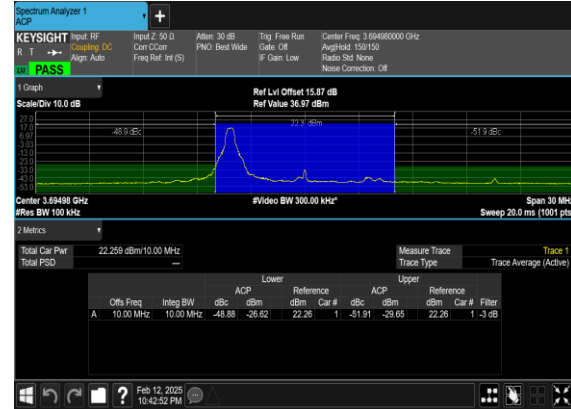 Spectrum Analyzer 1
ACP
KEYSIGHT
R T
LXI PASS
Input: RF
Coupling: DC
Align: Auto
Input Z: 50 Ω
Corr CCorr
Freq Ref: Int (S)
Atten: 30 dB
PNO: Best Wide
Trig: Free Run
Gate: Off
IF Gain: Low
Center Freq: 3.694980000 GHz
Avg|Hold: 150/150
Radio Std: None
Noise Correction: Off
1 Graph
Scale/Div 10.0 dB
Ref Lvl Offset 15.87 dB
Ref Value 36.97 dBm
27.0
17.0
6.97
-3.03
-13.0
-23.0
-33.0
-43.0
-53.0
-48.9 dBc
22.3 dBm
-51.9 dBc
Center 3.69498 GHz
#Res BW 100 kHz
#Video BW 300.00 kHz*
Span 30 MHz
Sweep 20.0 ms (1001 pts
2 Metrics
Total Car Pwr 22.259 dBm/10.00 MHz
Total PSD ---
Measure Trace Trace 1
Trace Type Trace Average (Active)
Lower Upper
ACP Reference ACP Reference
Offs Freq Integ BW dBc dBm dBm Car # dBc dBm dBm Car # Filter
A 10.00 MHz 10.00 MHz -48.88 -26.62 22.26 1 -51.91 -29.65 22.26 1 -3 dB
Feb 12, 2025
10:42:52 PM